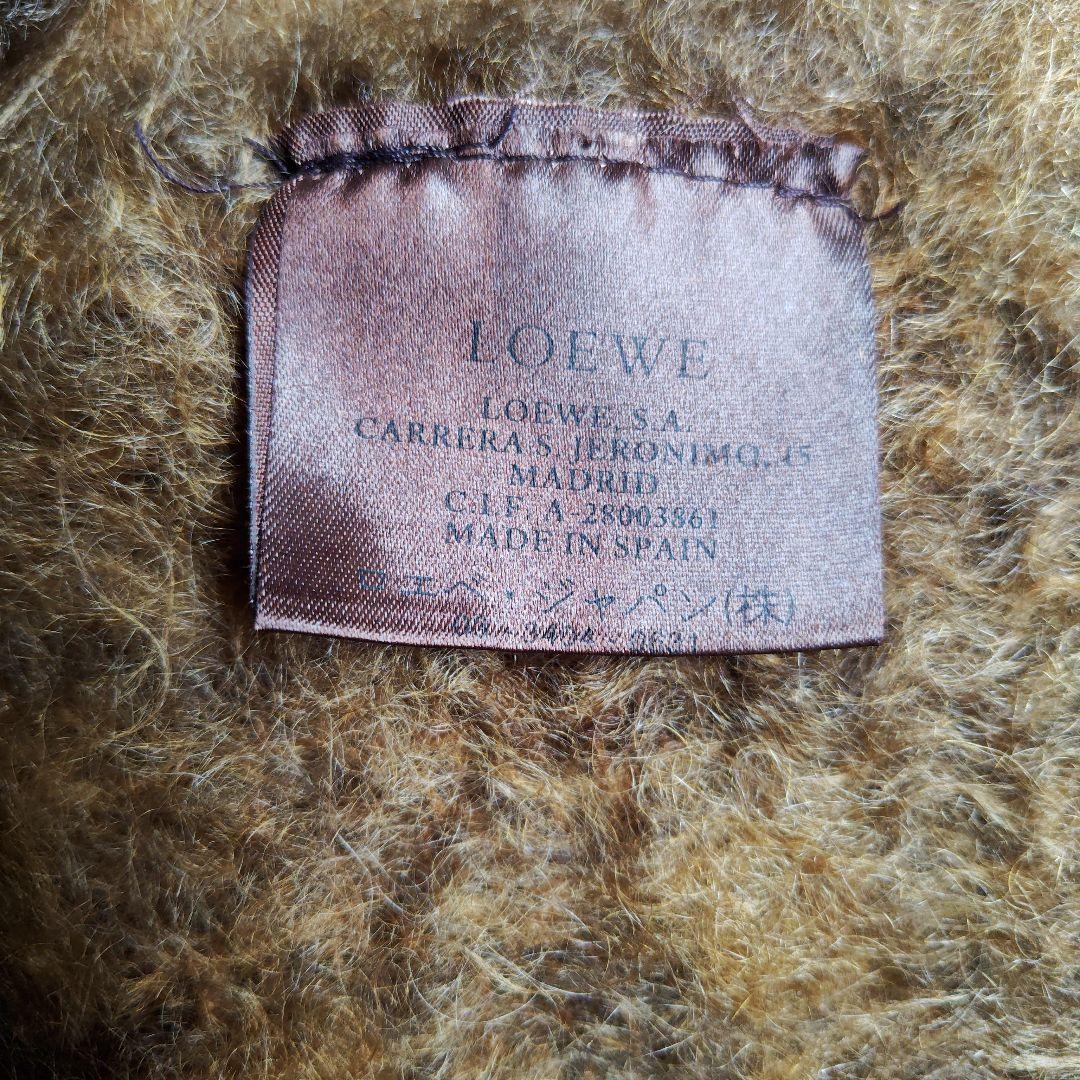 LOEWE
LOEWE, S.A.
CARRERA S. JERONIMO, 15
MADRID
C.I.F. A-28003861
MADE IN SPAIN
ロエベ・ジャパン(株)